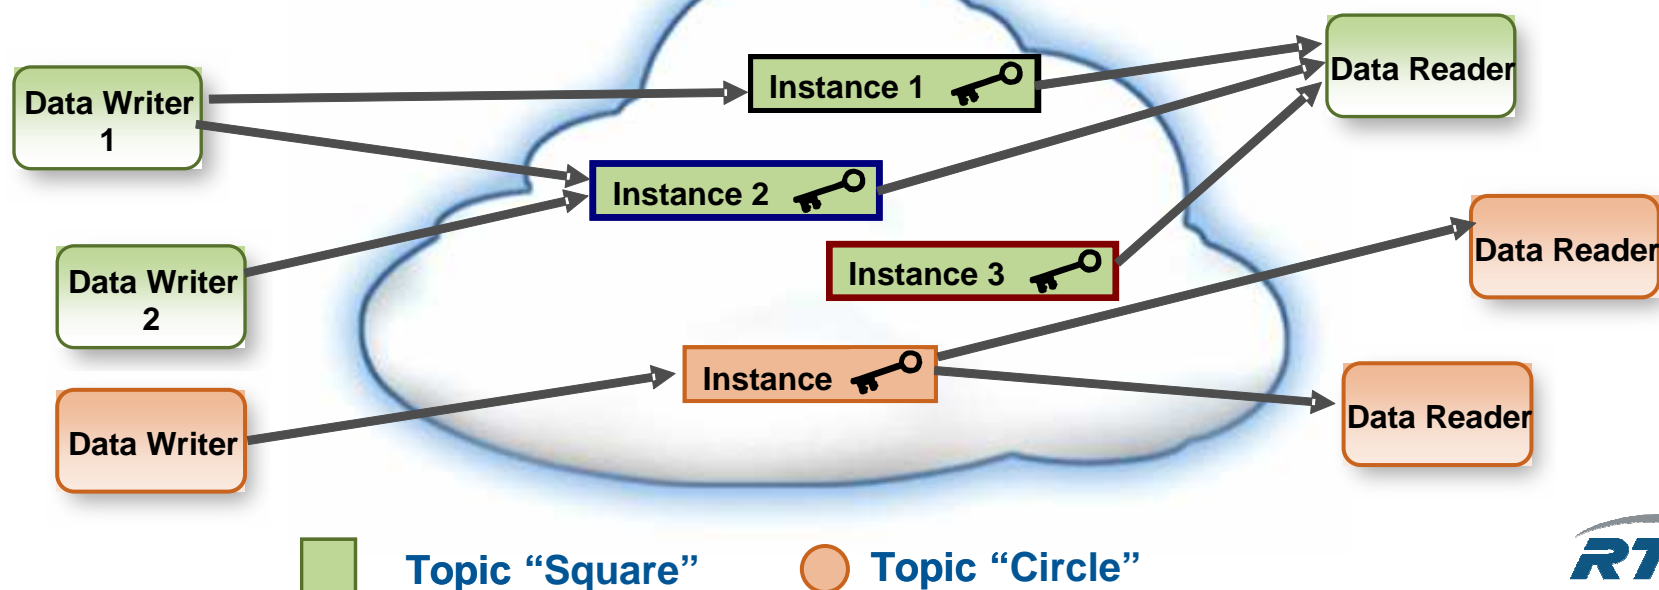 Data Writer
1
Instance 1
Data Reader
Instance 2
Data Writer
2
Instance 3
Data Reader
Instance
Data Writer
Data Reader
Topic “Square”
Topic “Circle”